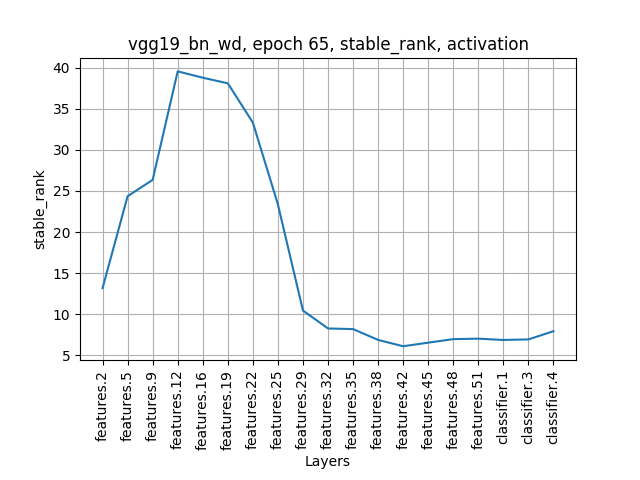 vgg19_bn_wd, epoch 65, stable_rank, activation
40
35
30
25
20
15
10
5
stable_rank
features.2
features.5
features.9
features.12
features.16
features.19
features.22
features.25
features.29
features.32
features.35
features.38
features.42
features.45
features.48
features.51
classifier.1
classifier.3
classifier.4
Layers